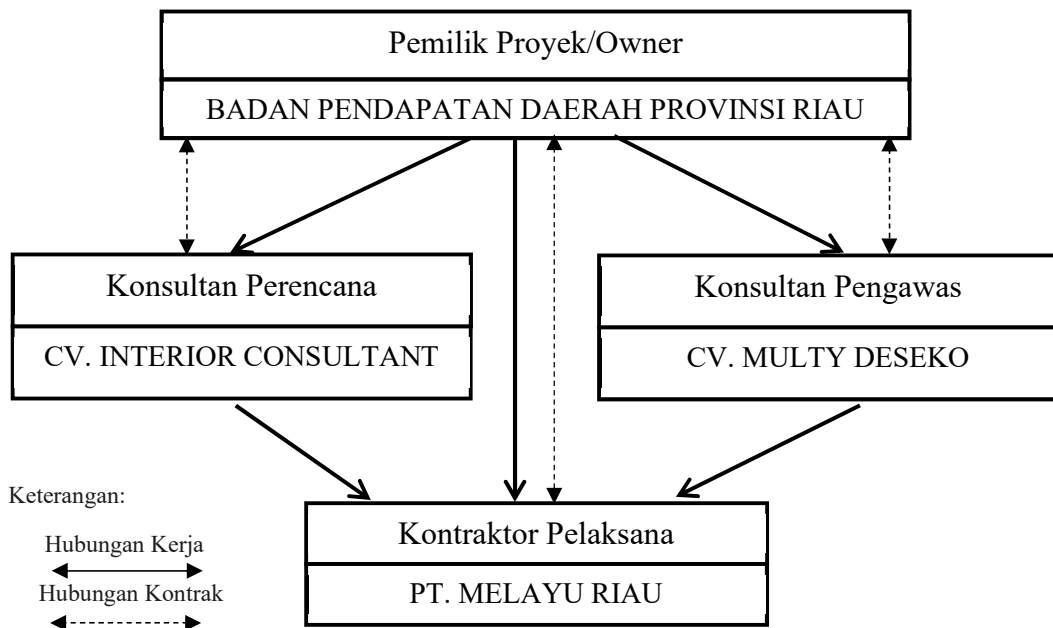 Pemilik Proyek/Owner
BADAN PENDAPATAN DAERAH PROVINSI RIAU
Konsultan Perencana
CV. INTERIOR CONSULTANT
Konsultan Pengawas
CV. MULTY DESEKO
Kontraktor Pelaksana
PT. MELAYU RIAU
Keterangan:
Hubungan Kerja
Hubungan Kontrak